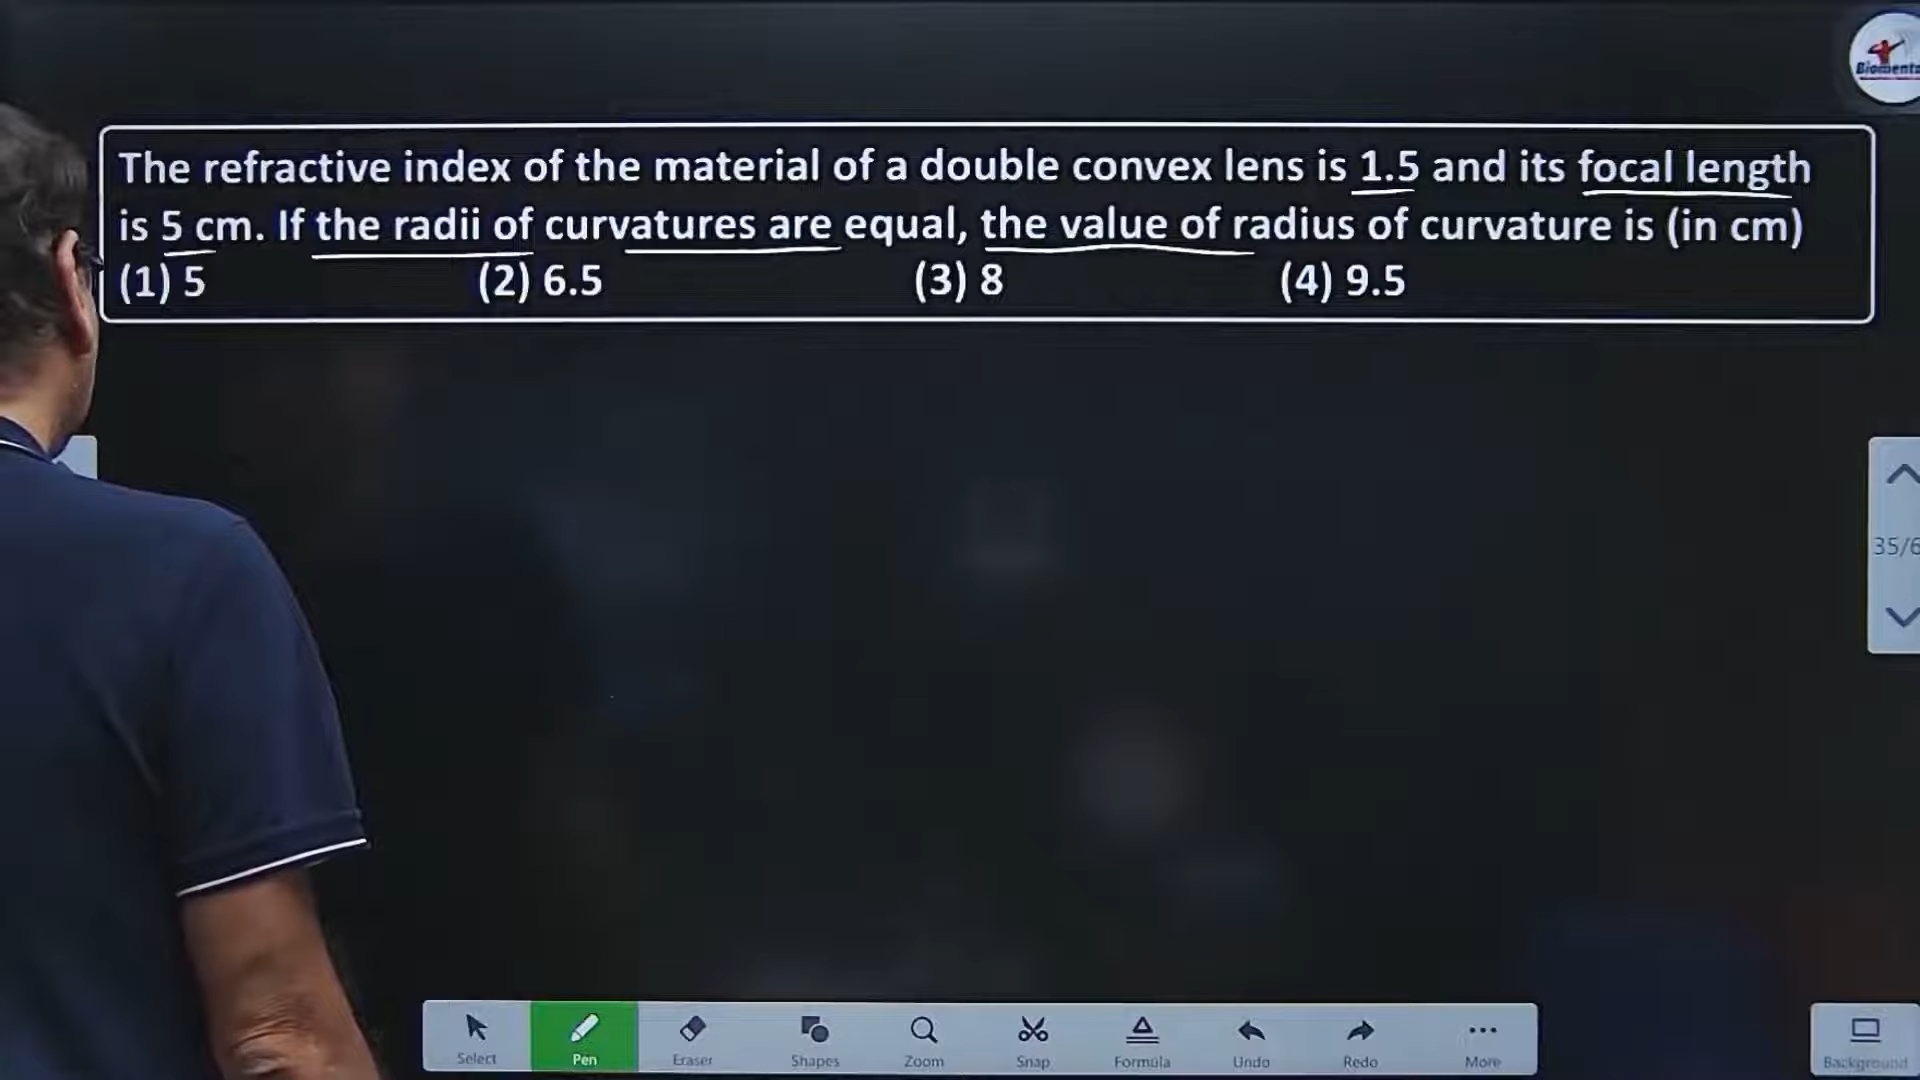 The refractive index of the material of a double convex lens is 1.5 and its focal length
is 5 cm. If the radii of curvatures are equal, the value of radius of curvature is (in cm)
(1) 5 (2) 6.5 (3) 8 (4) 9.5
35/6
Select Pen Eraser Shapes Zoom Snap Formula Undo Redo More Background